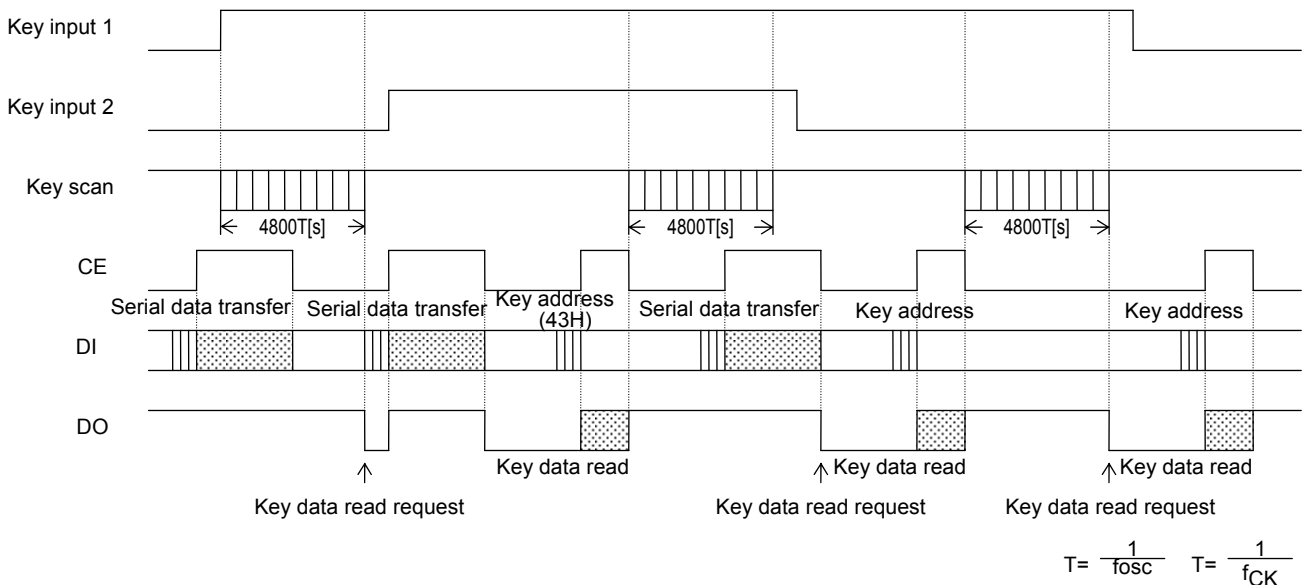 Key input 1
Key input 2
Key scan
4800T[s] 4800T[s] 4800T[s]
CE
Serial data transfer Serial data transfer Key address (43H) Serial data transfer Key address Key address
DI
DO
Key data read Key data read Key data read
Key data read request Key data read request Key data read request
T= 1/fosc T= 1/fCK